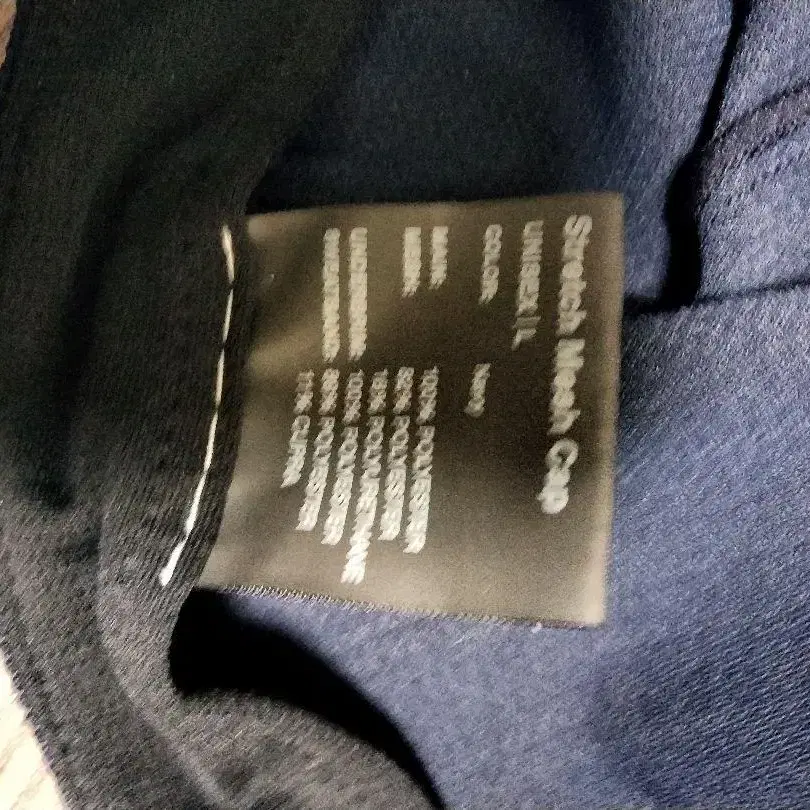 Stretch Mesh Cap
UNISEX | L
COLOR: Navy
MAIN: 100% POLYESTER
MESH: 82% POLYESTER
18% POLYURETHANE
UNDERBRIM: 100% POLYESTER
SWEATBAND: 89% POLYESTER
11% CUPRA